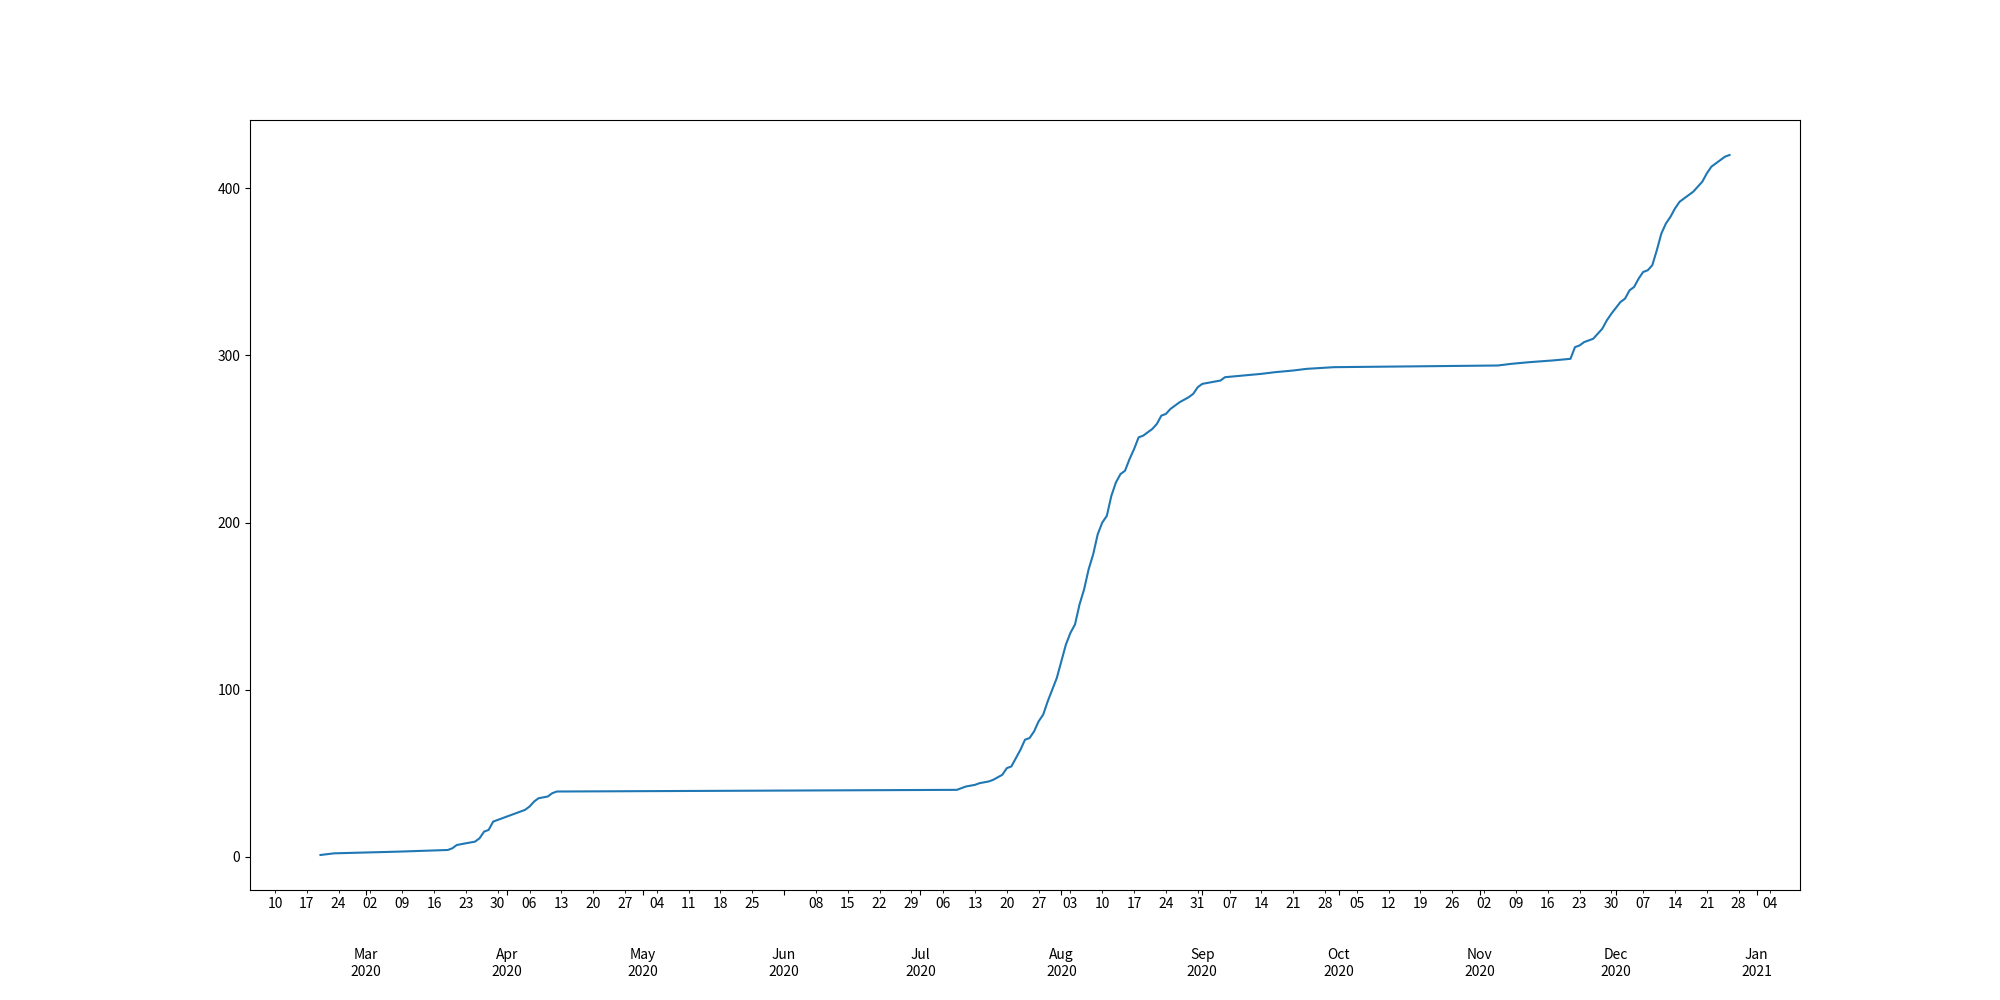 400
300
200
100
0
10 17 24 02 09 16 23 30 06 13 20 27 04 11 18 25 08 15 22 29 06 13 20 27 03 10 17 24 31 07 14 21 28 05 12 19 26 02 09 16 23 30 07 14 21 28 04
Mar Apr May Jun Jul Aug Sep Oct Nov Dec Jan
2020 2020 2020 2020 2020 2020 2020 2020 2020 2020 2021